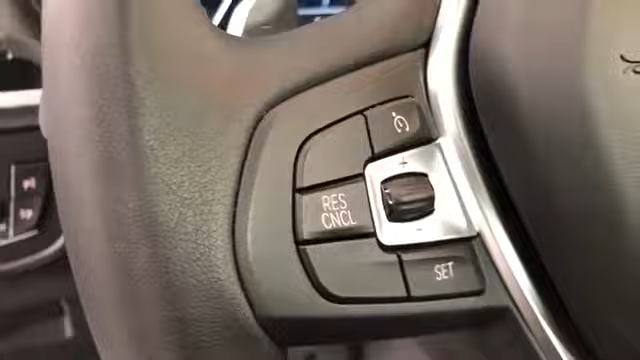 +
RES
CNCL
-
SET